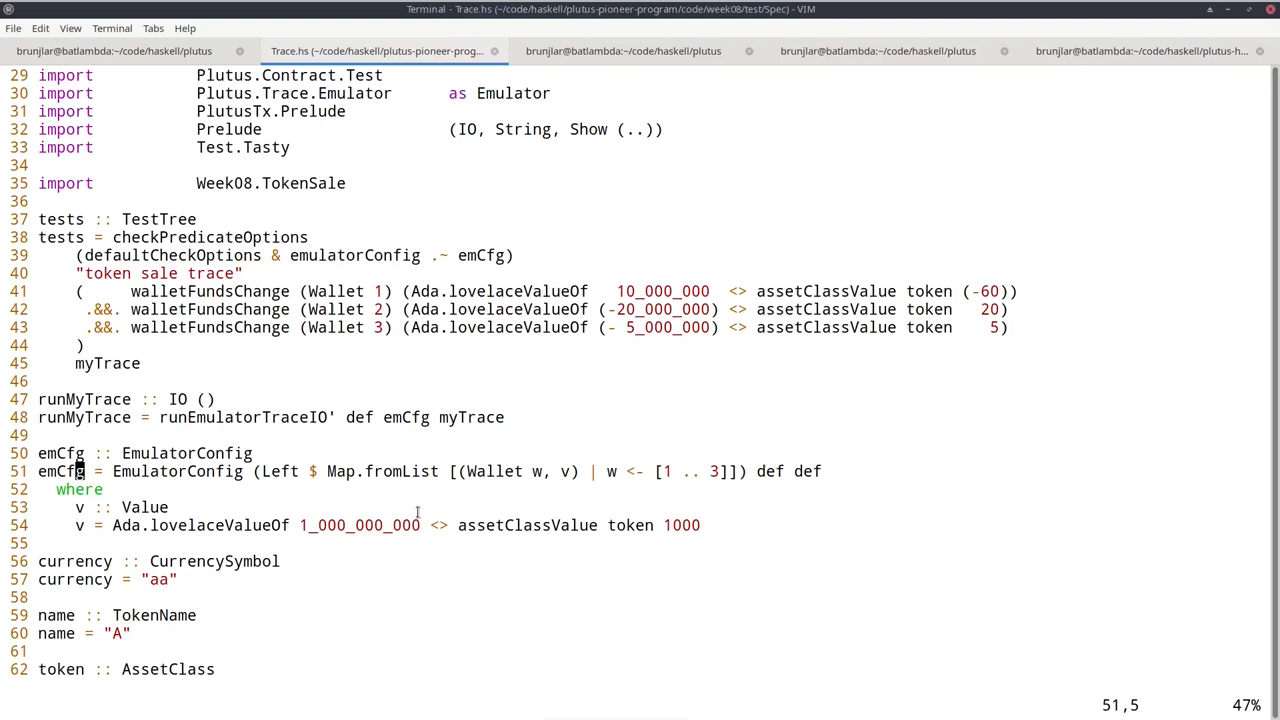 Terminal - Trace.hs (~/code/haskell/plutus-pioneer-program/code/week08/test/Spec) - VIM
File Edit View Terminal Tabs Help
brunjlar@batlambda:~/code/haskell/plutus Trace.hs (~/code/haskell/plutus-pioneer-prog... brunjlar@batlambda:~/code/haskell/plutus brunjlar@batlambda:~/code/haskell/plutus brunjlar@batlambda:~/code/haskell/plutus-h...
29 import           Plutus.Contract.Test
30 import           Plutus.Trace.Emulator      as Emulator
31 import           PlutusTx.Prelude
32 import           Prelude                    (IO, String, Show (..))
33 import           Test.Tasty
34
35 import           Week08.TokenSale
36
37 tests :: TestTree
38 tests = checkPredicateOptions
39     (defaultCheckOptions & emulatorConfig .~ emCfg)
40     "token sale trace"
41     (     walletFundsChange (Wallet 1) (Ada.lovelaceValueOf   10_000_000  <> assetClassValue token (-60))
42      .&&. walletFundsChange (Wallet 2) (Ada.lovelaceValueOf (-20_000_000) <> assetClassValue token   20)
43      .&&. walletFundsChange (Wallet 3) (Ada.lovelaceValueOf (- 5_000_000) <> assetClassValue token    5)
44     )
45     myTrace
46
47 runMyTrace :: IO ()
48 runMyTrace = runEmulatorTraceIO' def emCfg myTrace
49
50 emCfg :: EmulatorConfig
51 emCfg = EmulatorConfig (Left $ Map.fromList [(Wallet w, v) | w <- [1 .. 3]]) def def
52   where
53     v :: Value
54     v = Ada.lovelaceValueOf 1_000_000_000 <> assetClassValue token 1000
55
56 currency :: CurrencySymbol
57 currency = "aa"
58
59 name :: TokenName
60 name = "A"
61
62 token :: AssetClass
51,5 47%